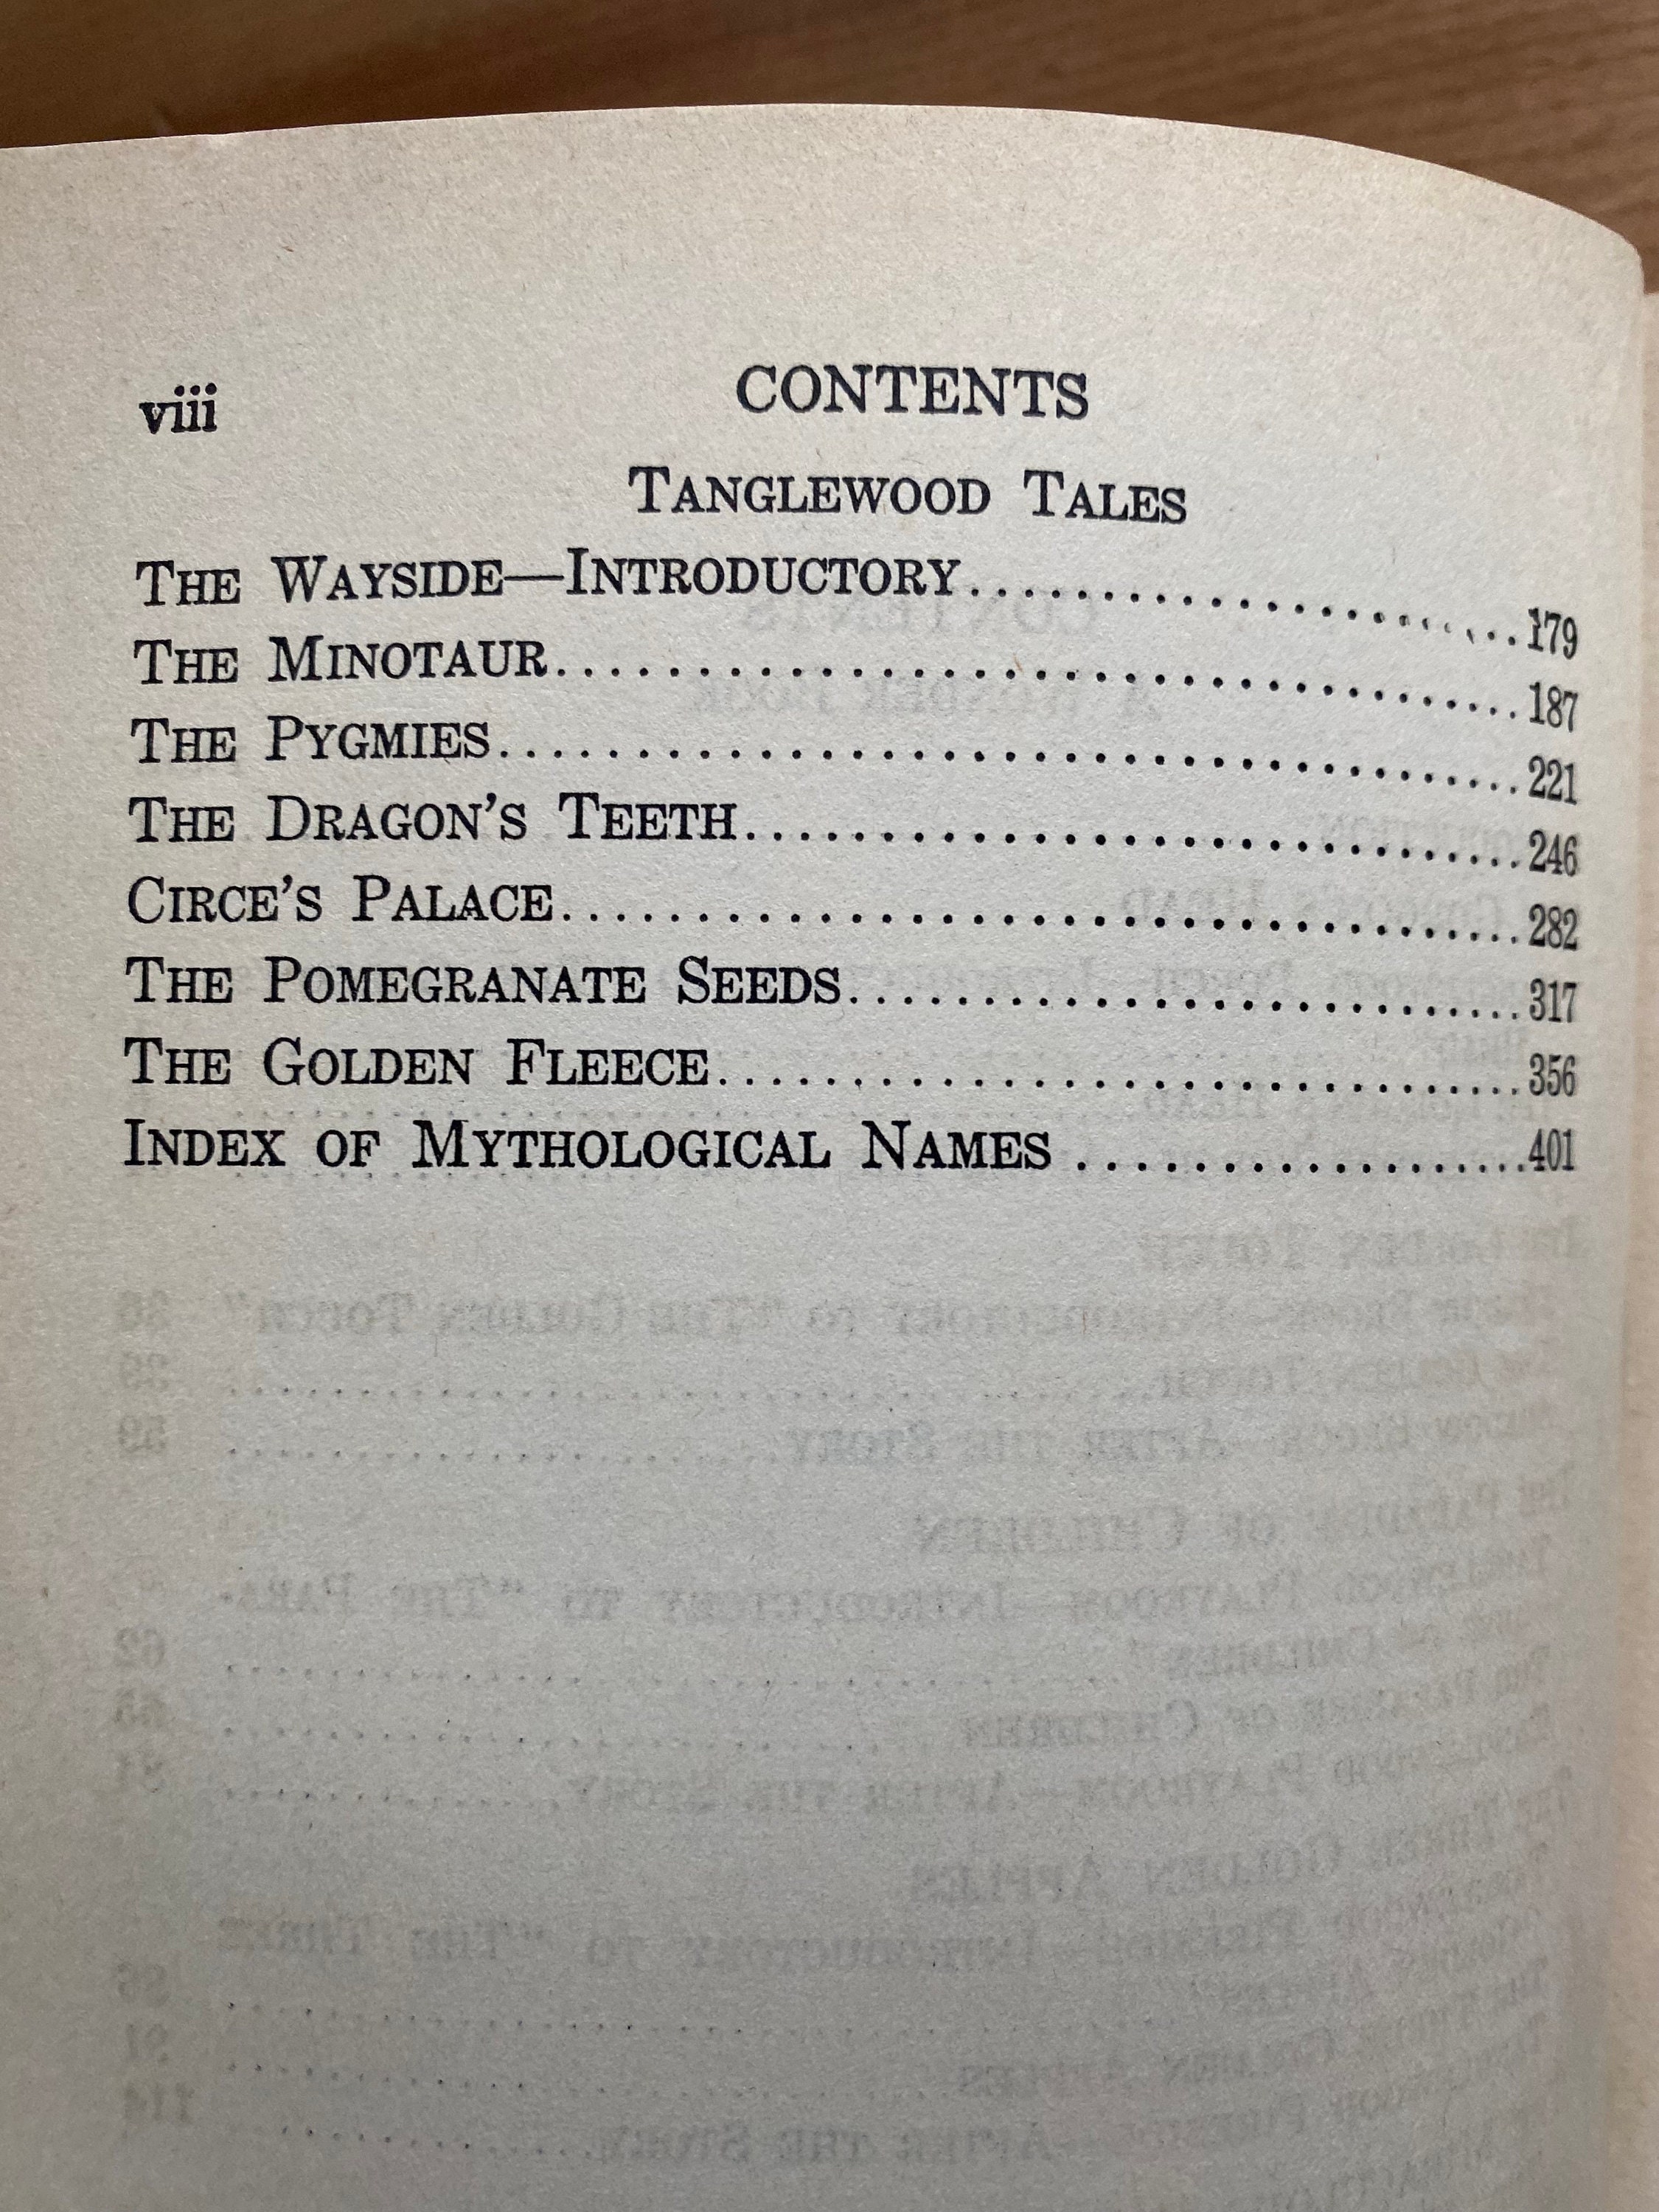 viii CONTENTS
TANGLEWOOD TALES
THE WAYSIDE—INTRODUCTORY....................179
THE MINOTAUR....................187
THE PYGMIES....................221
THE DRAGON'S TEETH....................246
CIRCE'S PALACE....................282
THE POMEGRANATE SEEDS....................317
THE GOLDEN FLEECE....................356
INDEX OF MYTHOLOGICAL NAMES ....................401